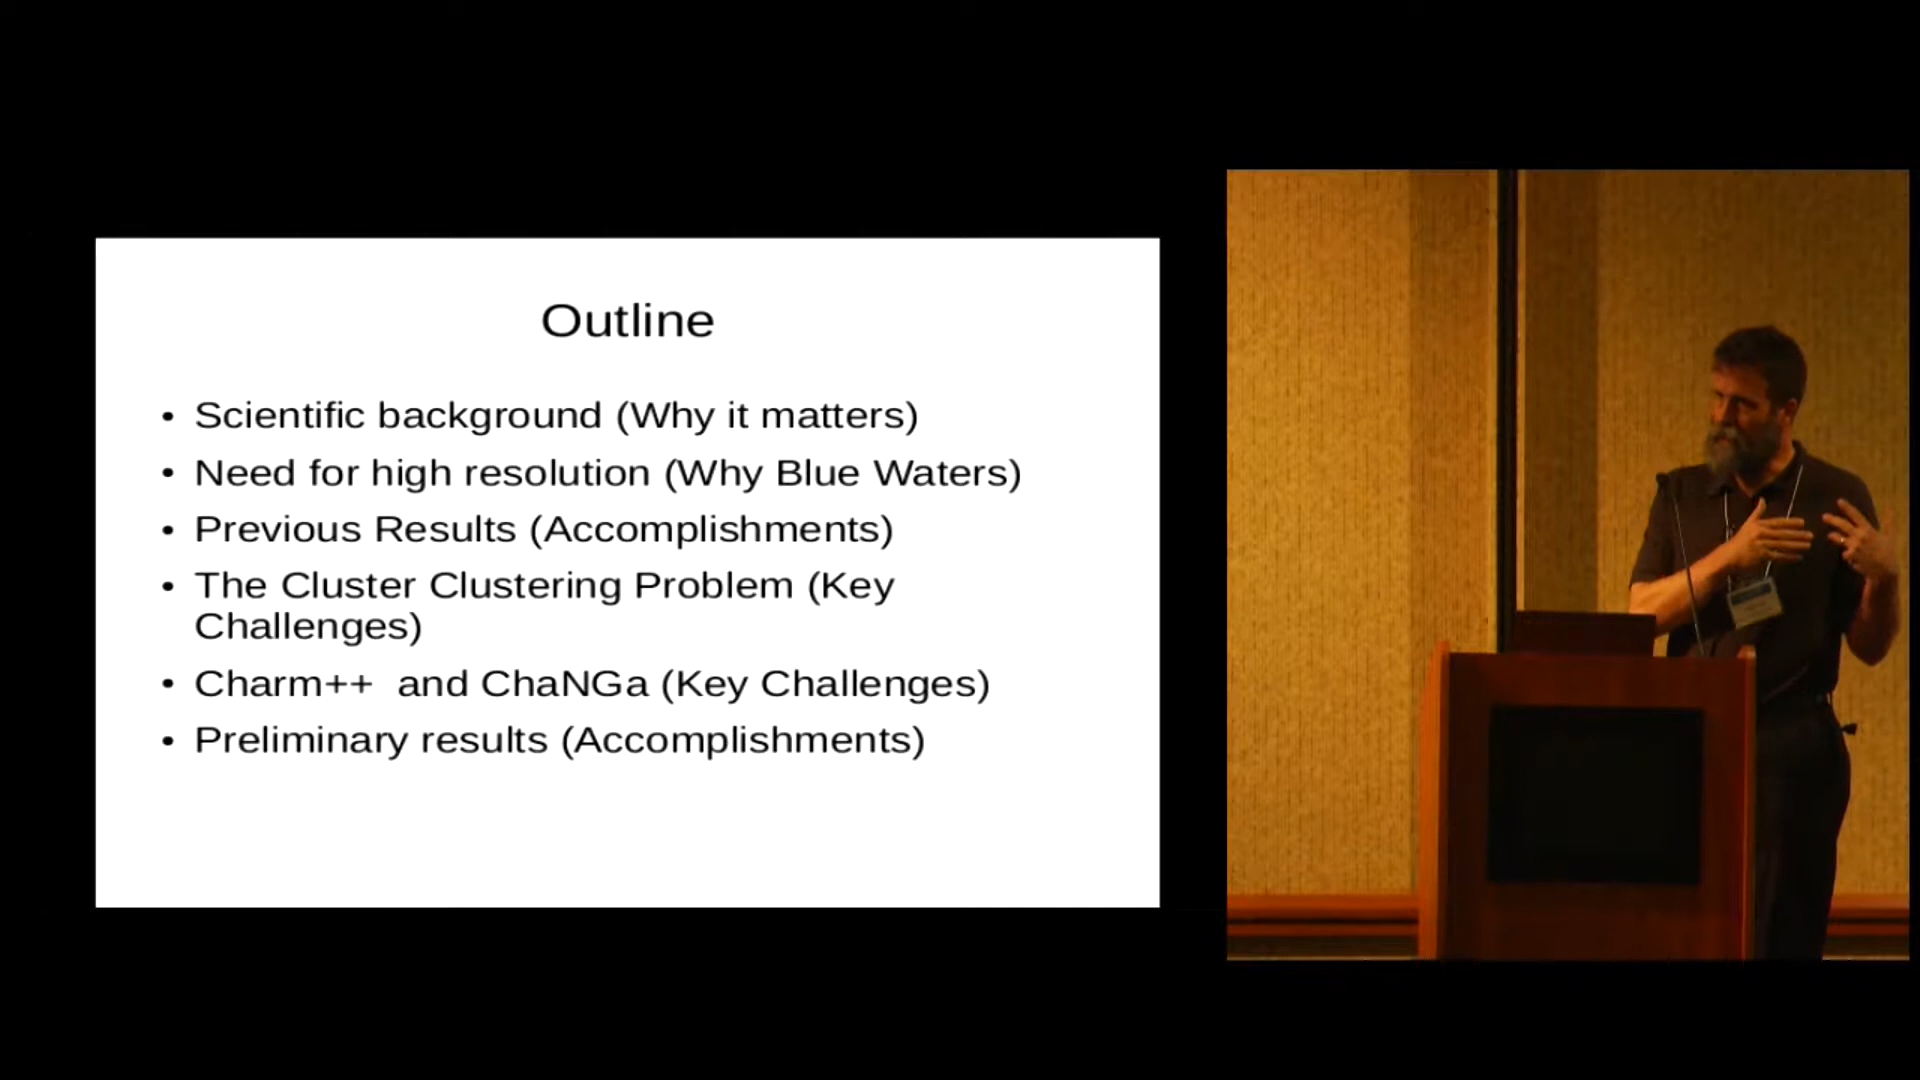 Outline
• Scientific background (Why it matters)
• Need for high resolution (Why Blue Waters)
• Previous Results (Accomplishments)
• The Cluster Clustering Problem (Key
Challenges)
• Charm++  and ChaNGa (Key Challenges)
• Preliminary results (Accomplishments)